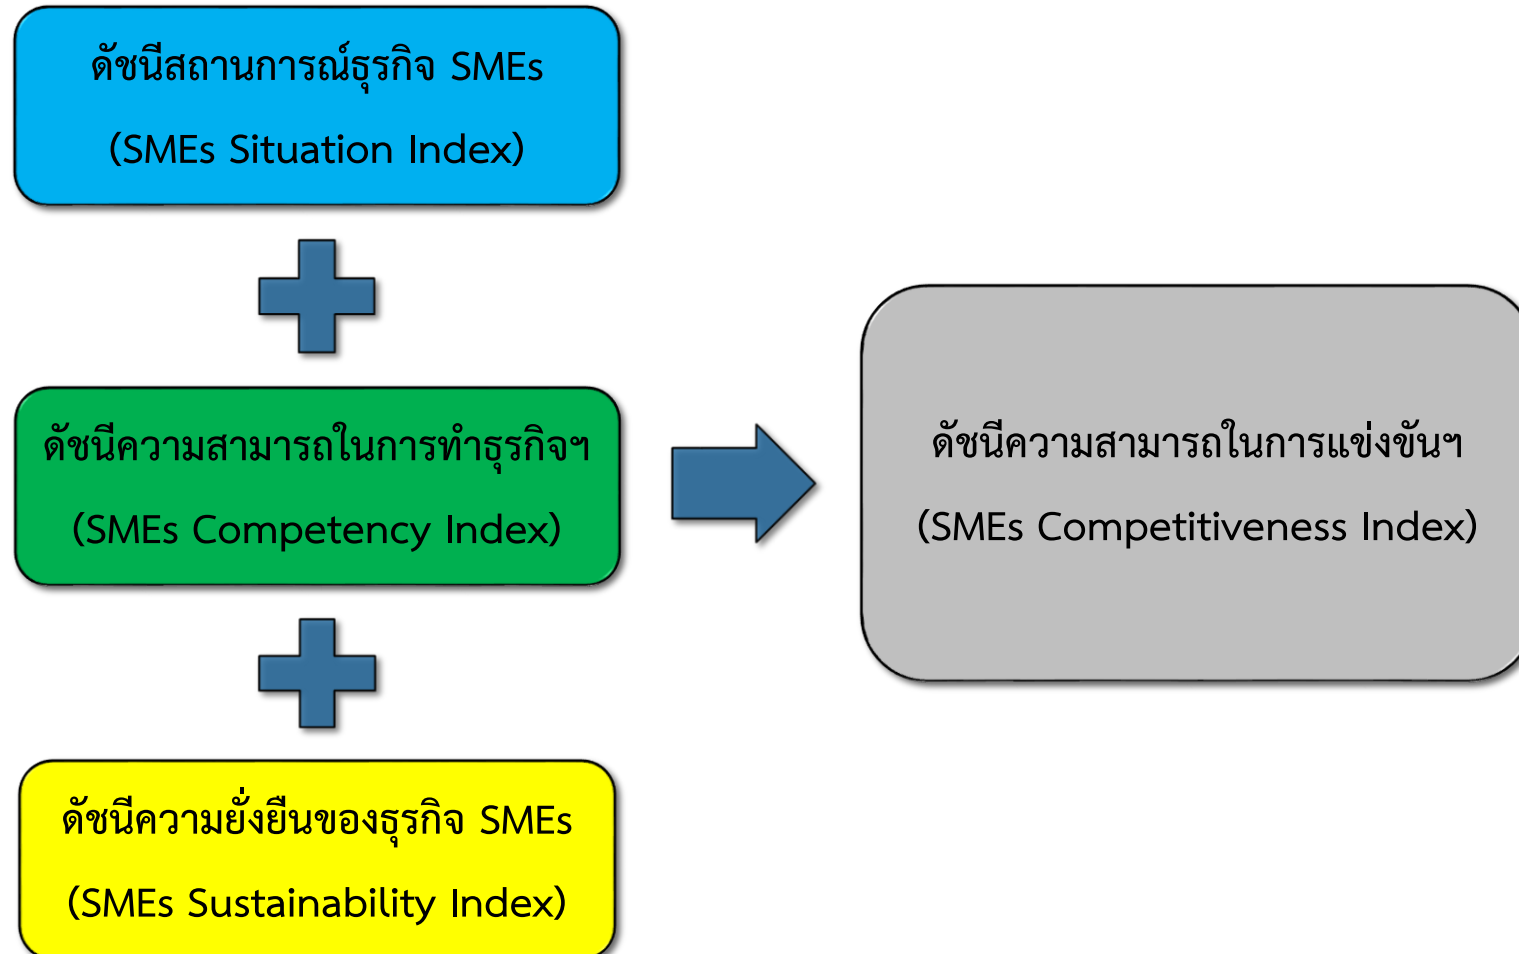 ดัชนีสถานการณ์ธุรกิจ SMEs
(SMEs Situation Index)
ดัชนีความสามารถในการทำธุรกิจฯ
(SMEs Competency Index)
ดัชนีความยั่งยืนของธุรกิจ SMEs
(SMEs Sustainability Index)
ดัชนีความสามารถในการแข่งขันฯ
(SMEs Competitiveness Index)